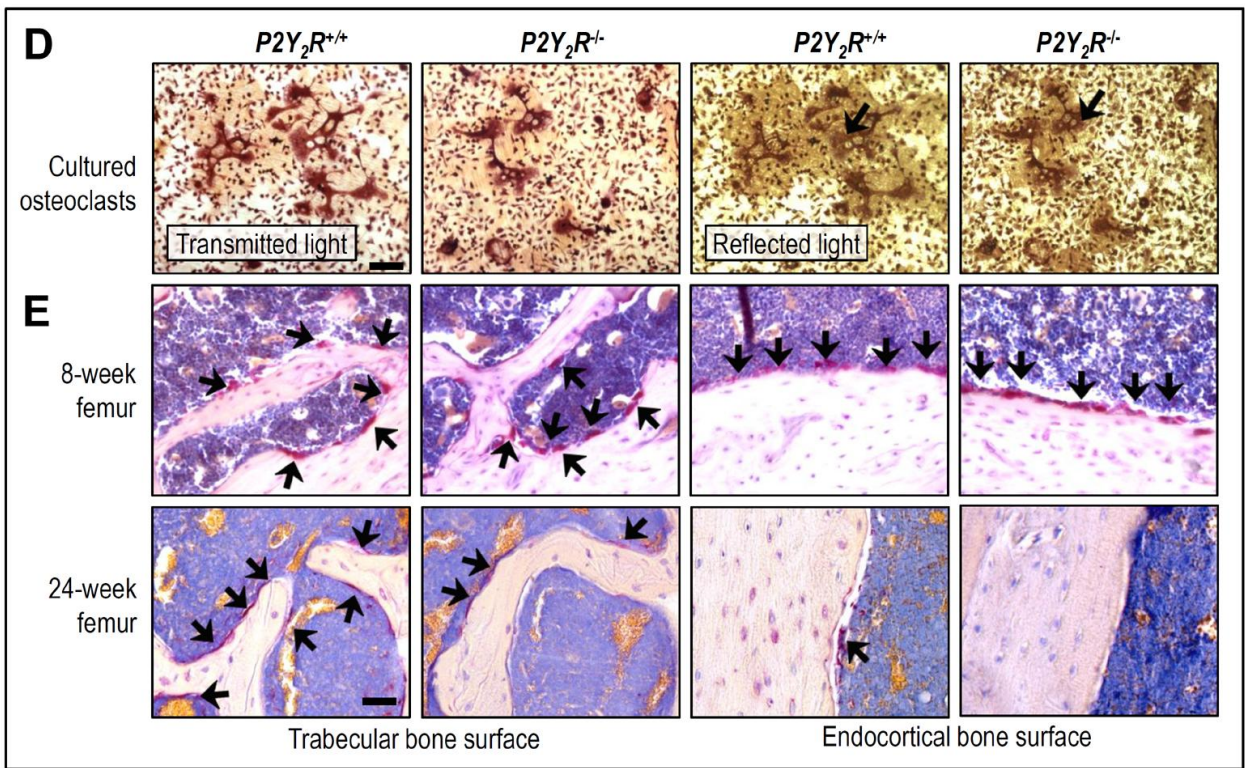 D
P2Y₂R⁺/⁺ P2Y₂R⁻/⁻ P2Y₂R⁺/⁺ P2Y₂R⁻/⁻
Cultured
osteoclasts
Transmitted light
Reflected light
E
8-week
femur
24-week
femur
Trabecular bone surface
Endocortical bone surface